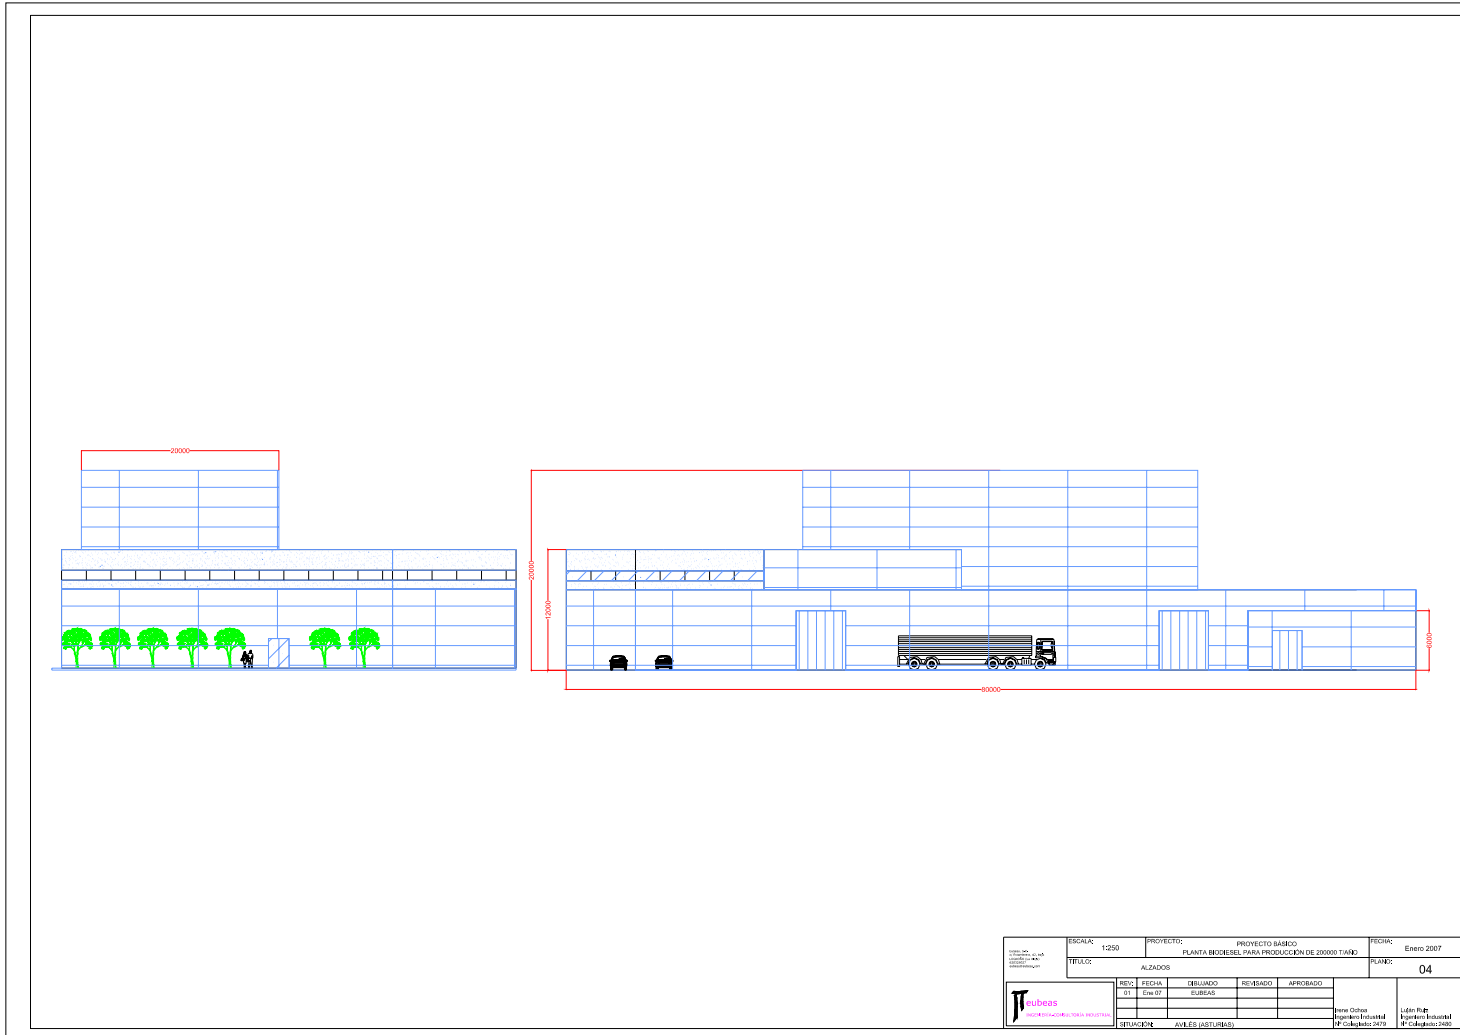 20000
20000
12000
6000
80000
ESCALA:
1:250
PROYECTO:
PROYECTO BÁSICO
PLANTA BIODIESEL PARA PRODUCCIÓN DE 200000 T/AÑO
FECHA:
Enero 2007
TÍTULO:
ALZADOS
PLANO:
04
REV: FECHA DIBUJADO REVISADO APROBADO
01 Ene 07 EUBEAS
eubeas
INGENIERIA-CONSULTORIA INDUSTRIAL
SITUACIÓN: AVILÉS (ASTURIAS)
Irene Ochoa
Ingeniero Industrial
Nº Colegiado: 2479
Luján Ruiz
Ingeniero Industrial
Nº Colegiado: 2480